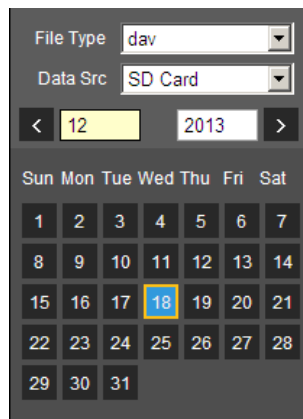 File Type dav
Data Src SD Card
< 12 2013 >
Sun Mon Tue Wed Thu Fri Sat
1 2 3 4 5 6 7
8 9 10 11 12 13 14
15 16 17 18 19 20 21
22 23 24 25 26 27 28
29 30 31